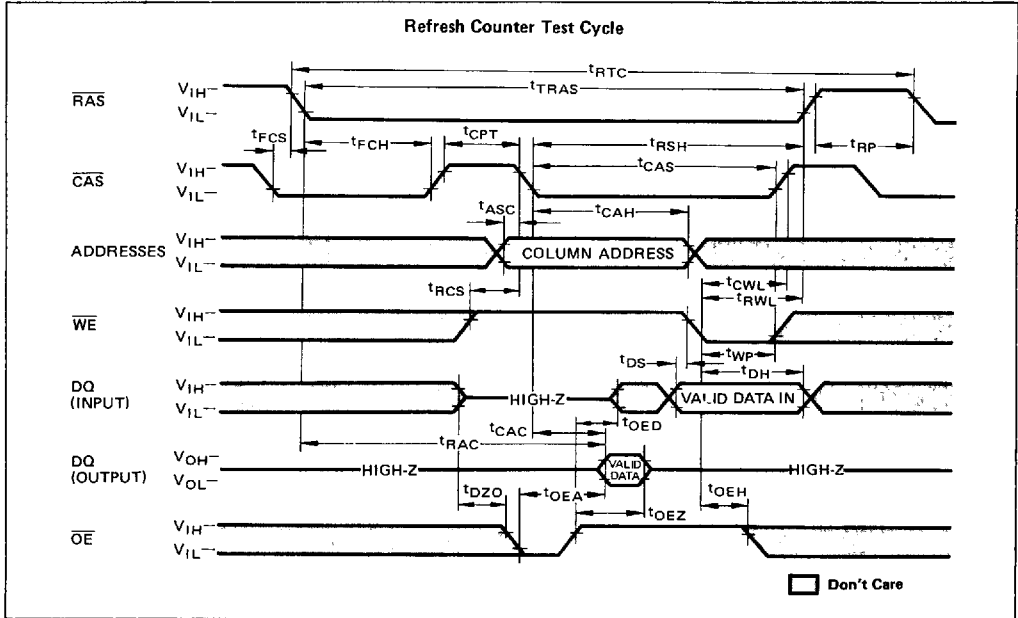 Refresh Counter Test Cycle
tRTC
RAS VIH
tTRAS
VIL
tFCS tFCH tCPT tRSH tRP
CAS VIH
tCAS
VIL
tASC tCAH
ADDRESSES VIH
COLUMN ADDRESS
VIL
tCWL
tRCS tRWL
WE VIH
VIL
tWP
tDS tDH
DQ (INPUT) VIH
HIGH-Z VALID DATA IN
VIL
tOED
tCAC
tRAC
DQ (OUTPUT) VOH
HIGH-Z VALID DATA HIGH-Z
VOL
tDZO tOEA tOEZ tOEH
OE VIH
VIL
Don't Care